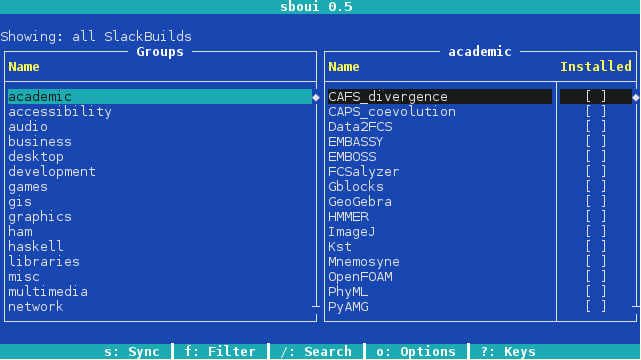 sboui 0.5
Showing: all SlackBuilds
Groups
Name
academic
accessibility
audio
business
desktop
development
games
gis
graphics
ham
haskell
libraries
misc
multimedia
network
academic
Name Installed
CAFS_divergence [ ]
CAPS_coevolution [ ]
Data2FCS [ ]
EMBASSY [ ]
EMBOSS [ ]
FCSalyzer [ ]
Gblocks [ ]
GeoGebra [ ]
HMMER [ ]
ImageJ [ ]
Kst [ ]
Mnemosyne [ ]
OpenFOAM [ ]
PhyML [ ]
PyAMG [ ]
s: Sync f: Filter /: Search o: Options ?: Keys